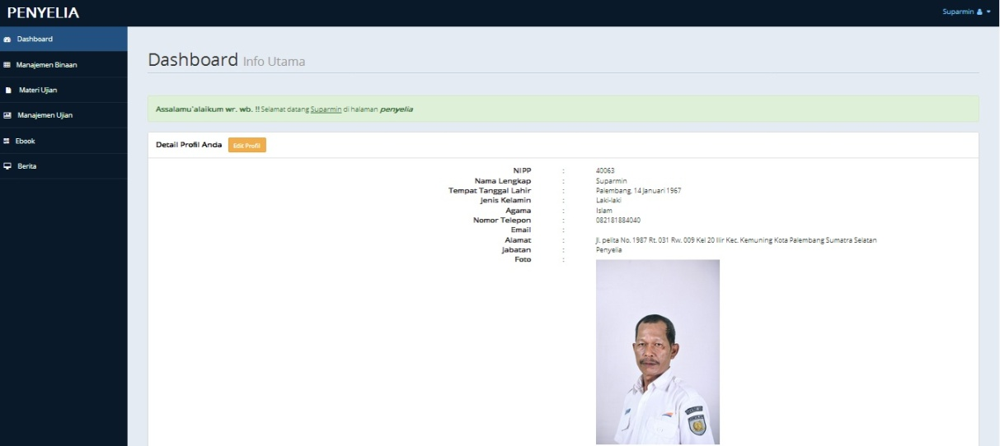 PENYELIA
Suparmin
Dashboard
Manajemen Binaan
Materi Ujian
Manajemen Ujian
Ebook
Berita
Dashboard Info Utama
Assalamu'alaikum wr. wb. !! Selamat datang Suparmin di halaman penyelia
Detail Profil Anda Edit Profil
NIPP : 40063
Nama Lengkap : Suparmin
Tempat Tanggal Lahir : Palembang, 14 Januari 1967
Jenis Kelamin : Laki-laki
Agama : Islam
Nomor Telepon : 082181884040
Email :
Alamat : Jl. pelita No. 1987 Rt. 031 Rw. 009 Kel 20 Ilir Kec. Kemuning Kota Palembang Sumatra Selatan
Jabatan : Penyelia
Foto :